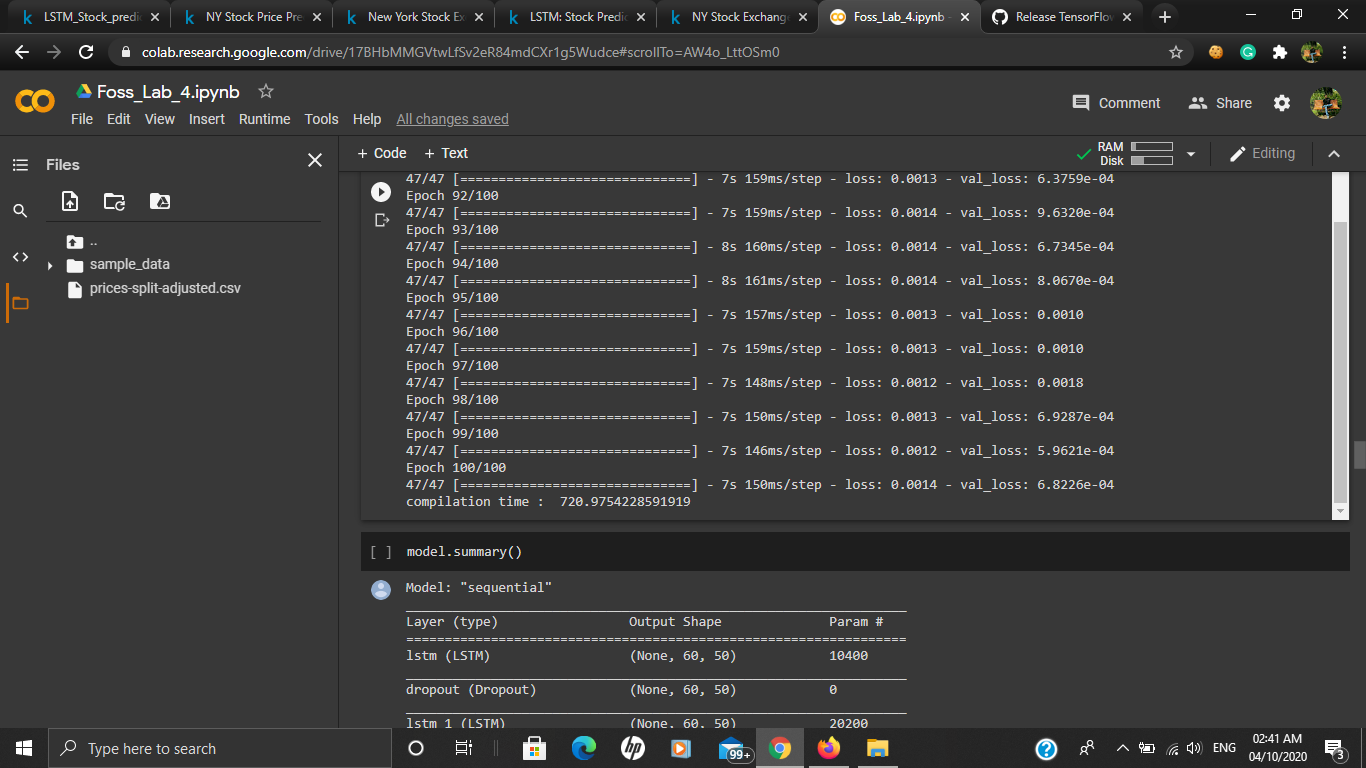 LSTM_Stock_predi
NY Stock Price Pre
New York Stock Ex
LSTM: Stock Predic
NY Stock Exchange
Foss_Lab_4.ipynb -
Release TensorFlow
colab.research.google.com/drive/17BHbMMGVtwLfSv2eR84mdCXr1g5Wudce#scrollTo=AW4o_LttOSm0
Foss_Lab_4.ipynb
File Edit View Insert Runtime Tools Help All changes saved
Comment
Share
Files
+ Code + Text
RAM
Disk
Editing
..
sample_data
prices-split-adjusted.csv
47/47 [==============================] - 7s 159ms/step - loss: 0.0013 - val_loss: 6.3759e-04
Epoch 92/100
47/47 [==============================] - 7s 159ms/step - loss: 0.0014 - val_loss: 9.6320e-04
Epoch 93/100
47/47 [==============================] - 8s 160ms/step - loss: 0.0014 - val_loss: 6.7345e-04
Epoch 94/100
47/47 [==============================] - 8s 161ms/step - loss: 0.0014 - val_loss: 8.0670e-04
Epoch 95/100
47/47 [==============================] - 7s 157ms/step - loss: 0.0013 - val_loss: 0.0010
Epoch 96/100
47/47 [==============================] - 7s 159ms/step - loss: 0.0013 - val_loss: 0.0010
Epoch 97/100
47/47 [==============================] - 7s 148ms/step - loss: 0.0012 - val_loss: 0.0018
Epoch 98/100
47/47 [==============================] - 7s 150ms/step - loss: 0.0013 - val_loss: 6.9287e-04
Epoch 99/100
47/47 [==============================] - 7s 146ms/step - loss: 0.0012 - val_loss: 5.9621e-04
Epoch 100/100
47/47 [==============================] - 7s 150ms/step - loss: 0.0014 - val_loss: 6.8226e-04
compilation time :  720.9754228591919
[ ] model.summary()
Model: "sequential"
Layer (type) Output Shape Param #
=================================================================
lstm (LSTM) (None, 60, 50) 10400
dropout (Dropout) (None, 60, 50) 0
lstm_1 (LSTM) (None, 60, 50) 20200
Type here to search
hp
99+
ENG
02:41 AM
04/10/2020
3